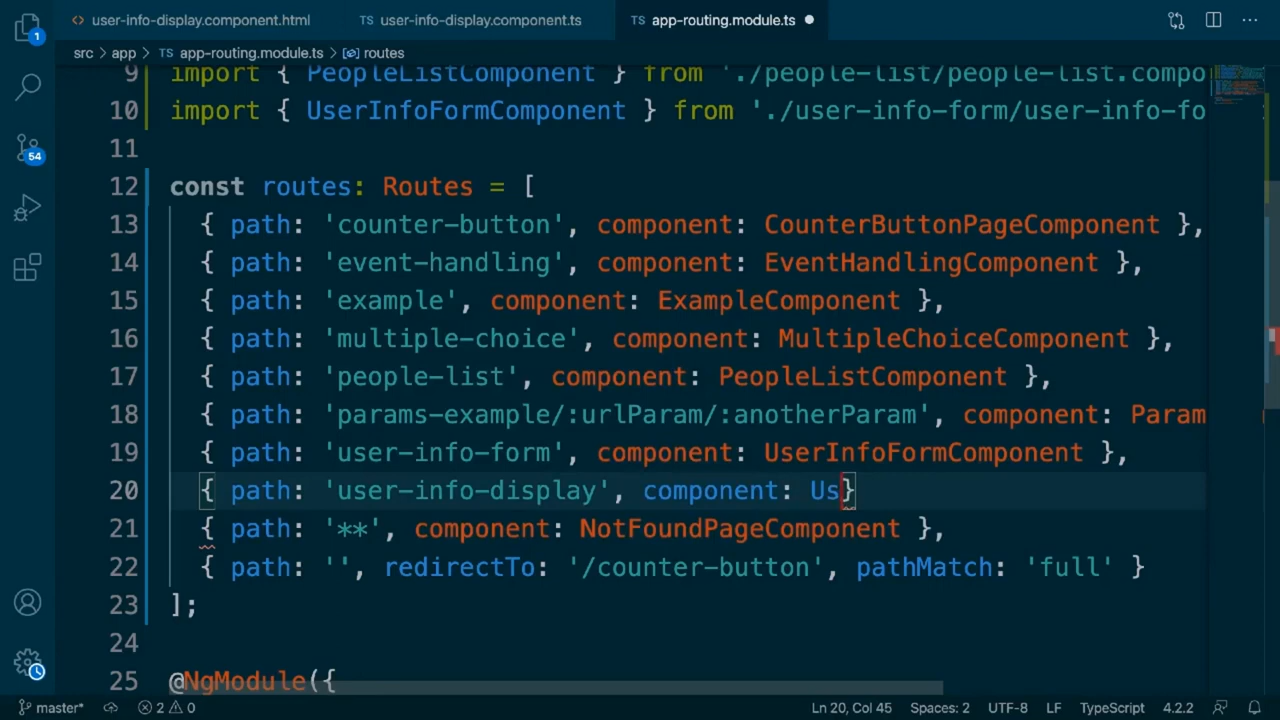 user-info-display.component.html
TS user-info-display.component.ts
TS app-routing.module.ts
1
src > app > TS app-routing.module.ts > routes
9 import { PeopleListComponent } from './people-list/people-list.compo
10 import { UserInfoFormComponent } from './user-info-form/user-info-fo
11
12 const routes: Routes = [
13 { path: 'counter-button', component: CounterButtonPageComponent },
14 { path: 'event-handling', component: EventHandlingComponent },
15 { path: 'example', component: ExampleComponent },
16 { path: 'multiple-choice', component: MultipleChoiceComponent },
17 { path: 'people-list', component: PeopleListComponent },
18 { path: 'params-example/:urlParam/:anotherParam', component: Param
19 { path: 'user-info-form', component: UserInfoFormComponent },
20 { path: 'user-info-display', component: Us}
21 { path: '**', component: NotFoundPageComponent },
22 { path: '', redirectTo: '/counter-button', pathMatch: 'full' }
23 ];
24
25 @NgModule({
54
master* 2 0 Ln 20, Col 45 Spaces: 2 UTF-8 LF TypeScript 4.2.2